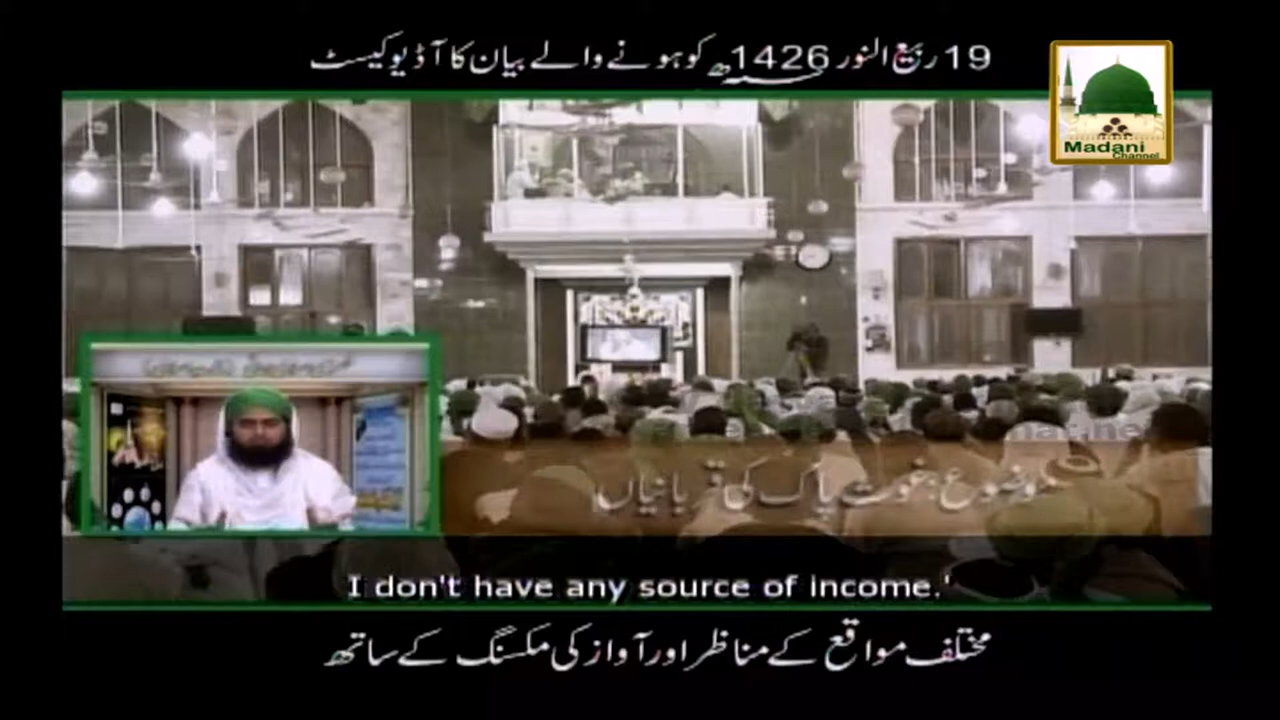 19 ربیع النور 1426ھ کو ہونے والے بیان کا آڈیو کیسٹ
Madani
Channel
موضوع: غوث پاک کی قربانیاں
I don't have any source of income.'
مختلف مواقع کے مناظر اور آواز کی مکسنگ کے ساتھ